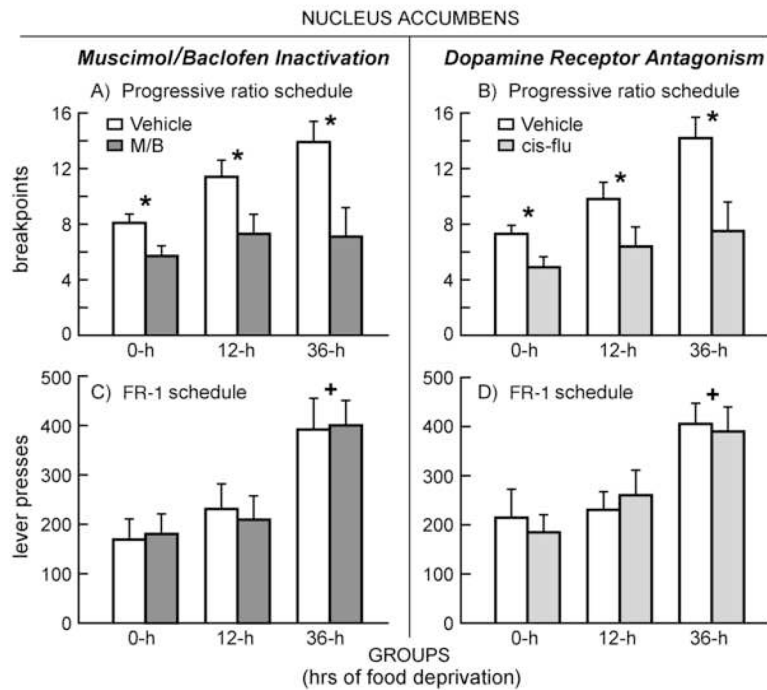 NUCLEUS ACCUMBENS
Muscimol/Baclofen Inactivation
Dopamine Receptor Antagonism
A) Progressive ratio schedule
Vehicle
M/B
*
*
*
16
12
8
4
0
breakpoints
0-h 12-h 36-h
B) Progressive ratio schedule
Vehicle
cis-flu
*
*
*
16
12
8
4
0
0-h 12-h 36-h
C) FR-1 schedule
+
500
400
300
200
100
0
lever presses
0-h 12-h 36-h
D) FR-1 schedule
+
500
400
300
200
100
0
0-h 12-h 36-h
GROUPS
(hrs of food deprivation)